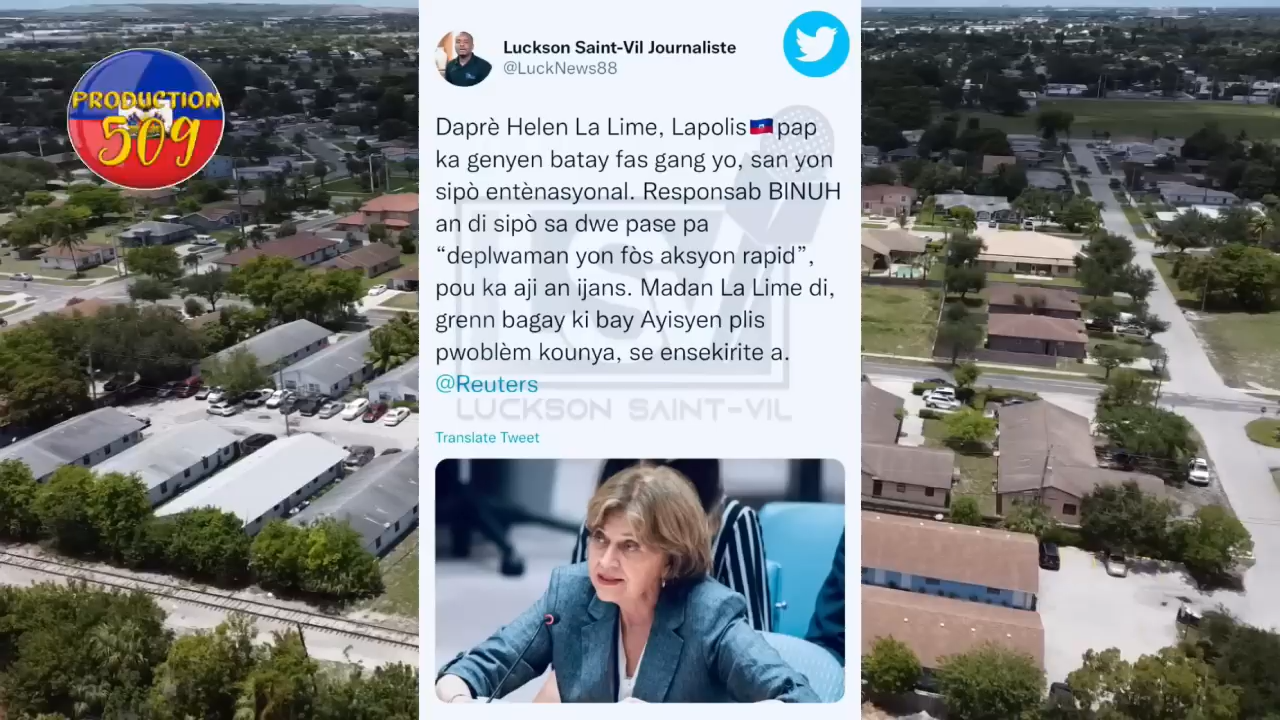 PRODUCTION
509
Luckson Saint-Vil Journaliste
@LuckNews88
Daprè Helen La Lime, Lapolis🇭🇹pap
ka genyen batay fas gang yo, san yon
sipò entènasyonal. Responsab BINUH
an di sipò sa dwe pase pa
“deplwaman yon fòs aksyon rapid”,
pou ka aji an ijans. Madan La Lime di,
grenn bagay ki bay Ayisyen plis
pwoblèm kounya, se ensekirite a.
@Reuters
LUCKSON SAINT-VIL
Translate Tweet